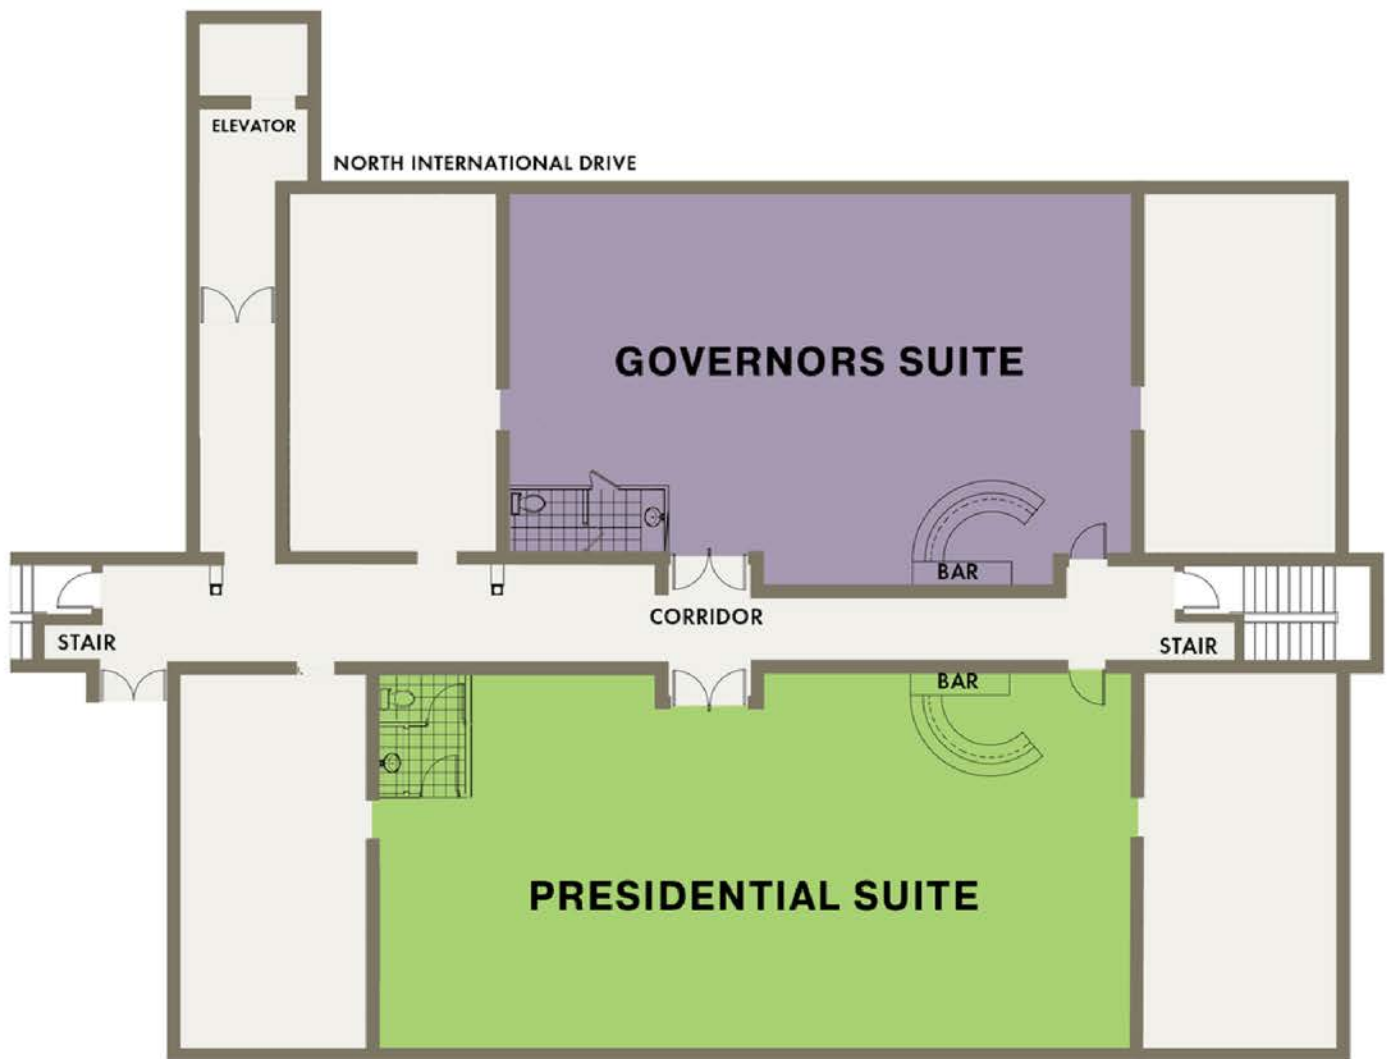 ELEVATOR
NORTH INTERNATIONAL DRIVE
GOVERNORS SUITE
BAR
CORRIDOR
STAIR
STAIR
BAR
PRESIDENTIAL SUITE